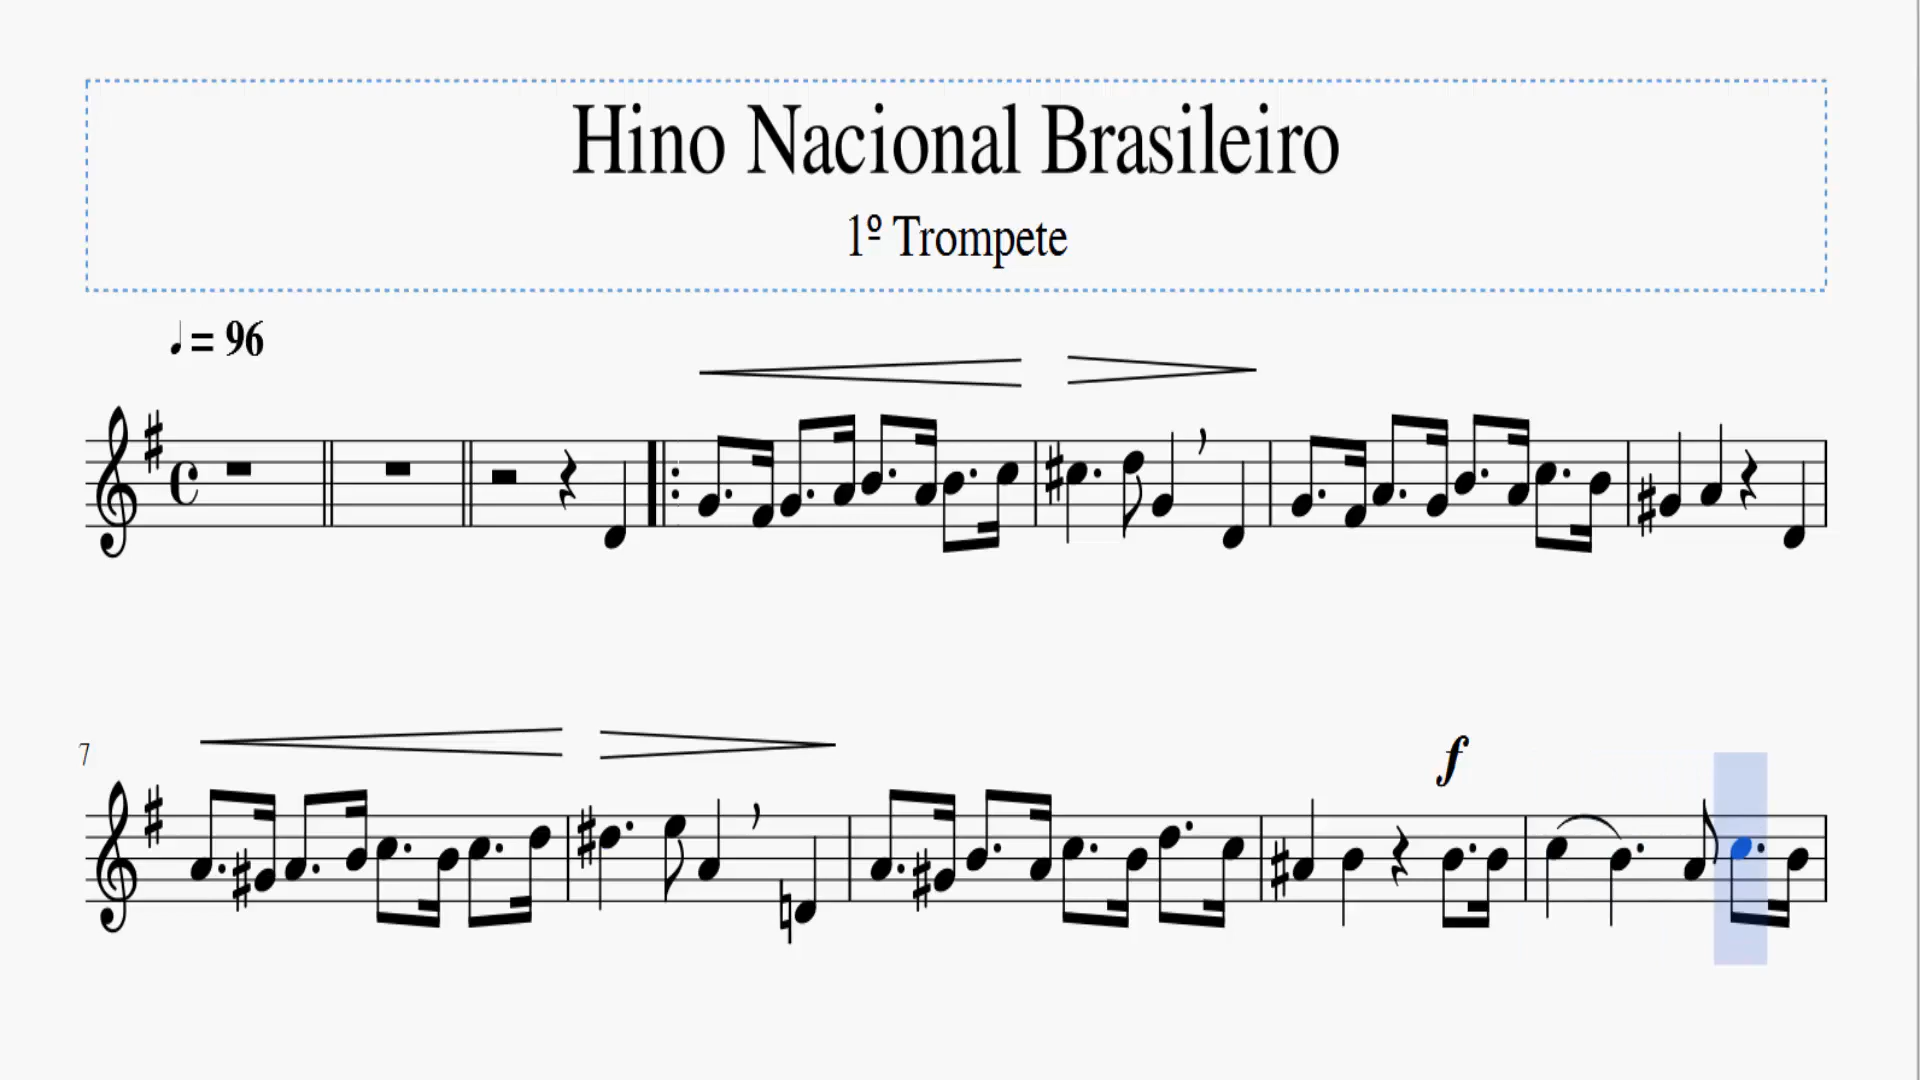 Hino Nacional Brasileiro
1º Trompete
♩ = 96
7
f